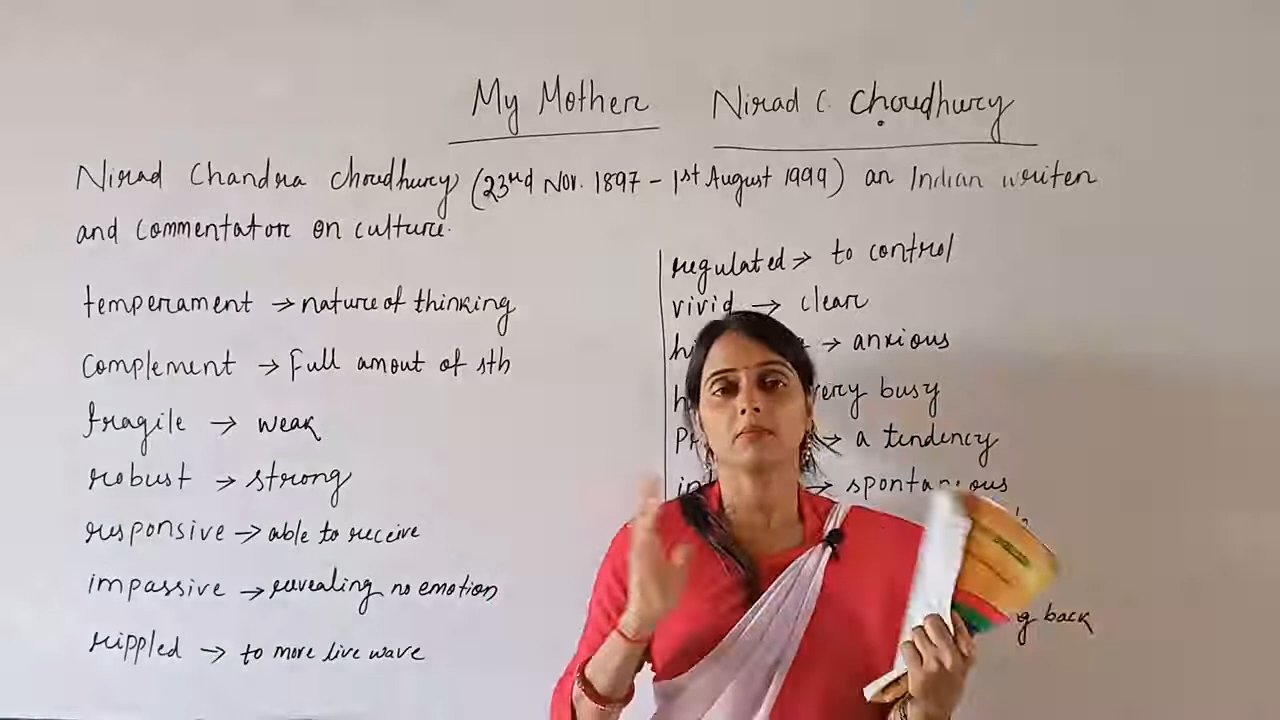 My Mother Nirad C. Choudhury
Nirad Chandra Choudhury (23rd Nov. 1897 - 1st August 1999) an Indian writer
and commentator on culture.
temperament → nature of thinking
complement → full amout of sth
fragile → weak
robust → strong
responsive → able to receive
impassive → revealing no emotion
rippled → to more live wave
regulated → to control
vivid → clear
→ anxious
very busy
→ a tendency
→ spontaneous
back